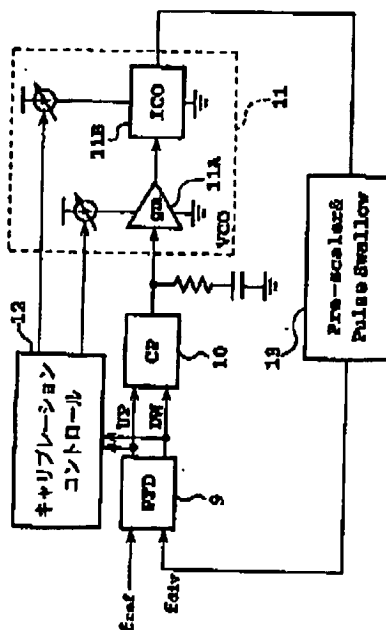 12
キャリブレーション
コントロール
fref
fdiv
PFD
9
UP
DW
CP
10
gm
11A
VCO
11B
ICO
11
13
Pre-scaler&
Pulse Swallow